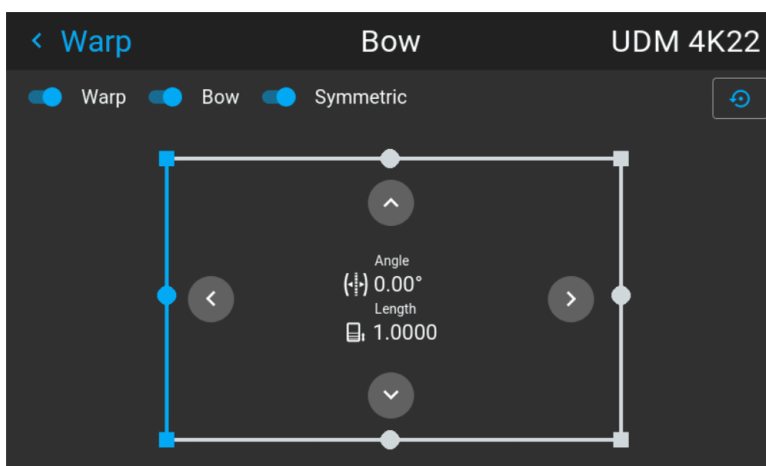 Warp Bow UDM 4K22
Warp Bow Symmetric
Angle
0.00°
Length
1.0000